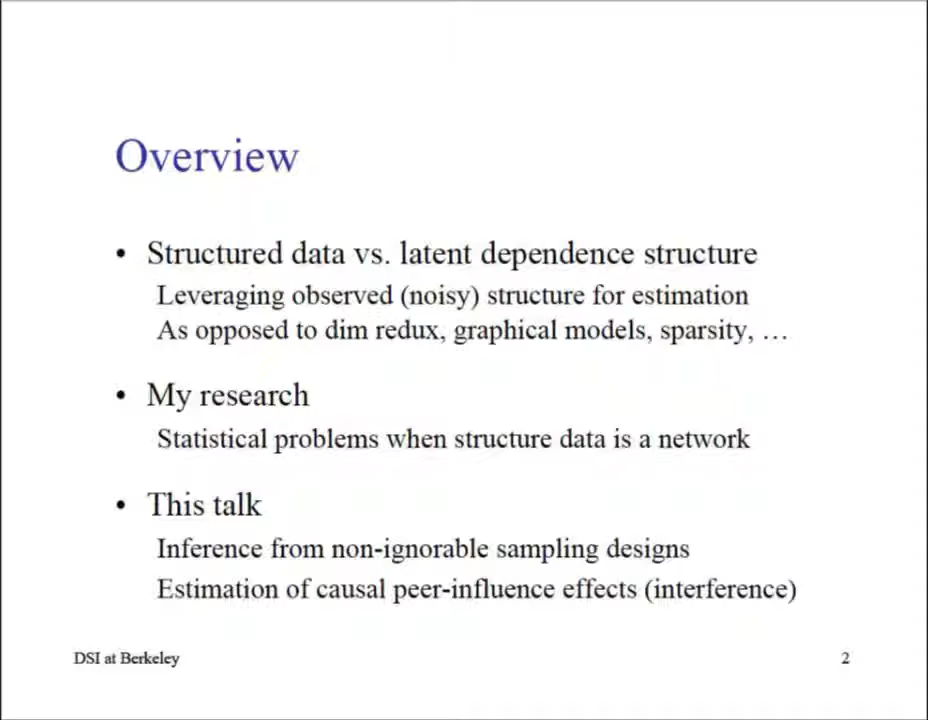 Overview
• Structured data vs. latent dependence structure
Leveraging observed (noisy) structure for estimation
As opposed to dim redux, graphical models, sparsity, …
• My research
Statistical problems when structure data is a network
• This talk
Inference from non-ignorable sampling designs
Estimation of causal peer-influence effects (interference)
DSI at Berkeley
2